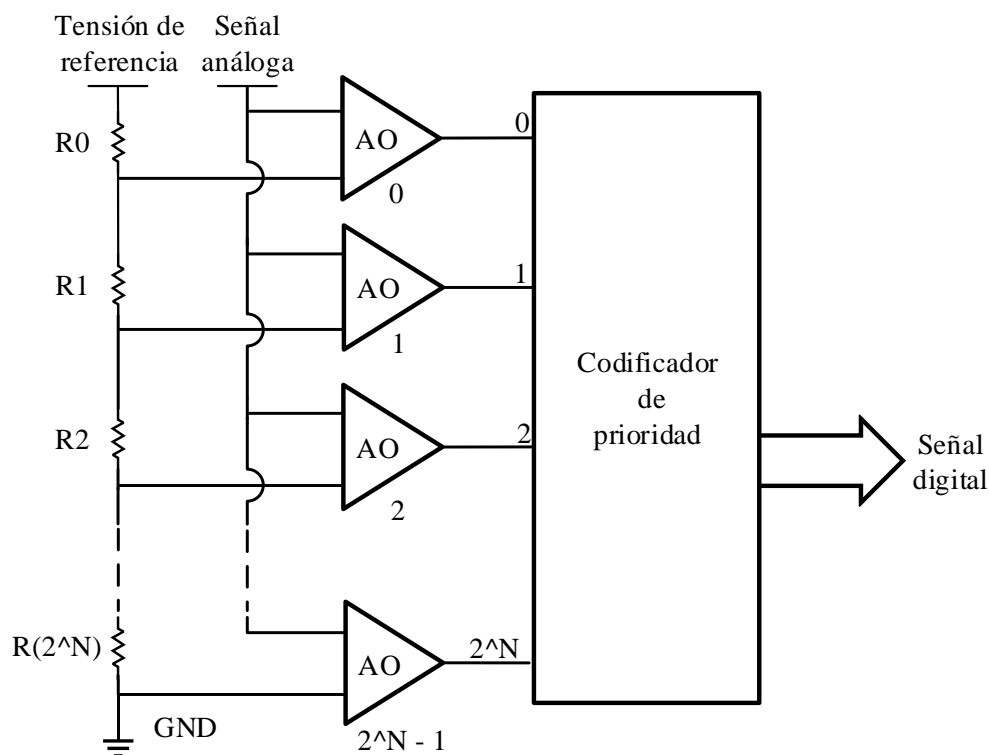 Tensión de
referencia
Señal
análoga
R0
AO
0
0
R1
AO
1
1
R2
AO
2
2
R(2^N)
AO
2^N
GND
2^N - 1
Codificador
de
prioridad
Señal
digital